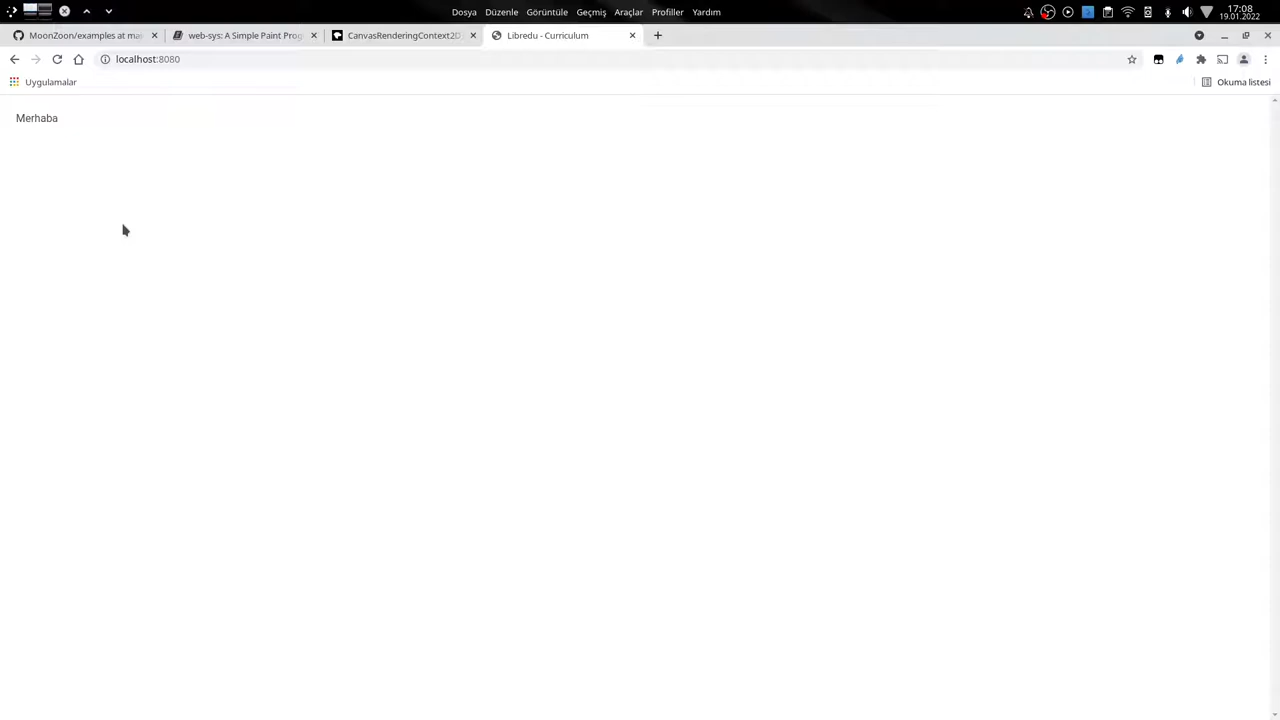 Dosya Düzenle Görüntüle Geçmiş Araçlar Profiller Yardım
17:08
19.01.2022
MoonZoon/examples at ma
web-sys: A Simple Paint Prog
CanvasRenderingContext2D
Libredu - Curriculum
localhost:8080
Uygulamalar
Okuma listesi
Merhaba